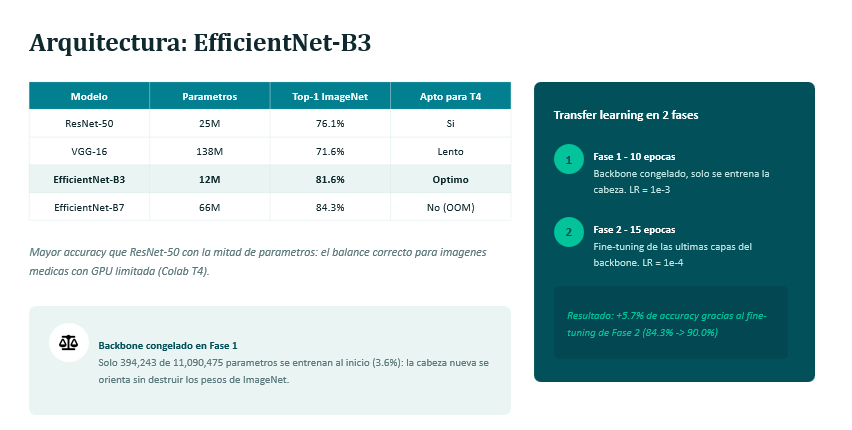 Arquitectura: EfficientNet-B3
Modelo Parametros Top-1 ImageNet Apto para T4
ResNet-50 25M 76.1% Si
VGG-16 138M 71.6% Lento
EfficientNet-B3 12M 81.6% Optimo
EfficientNet-B7 66M 84.3% No (OOM)
Mayor accuracy que ResNet-50 con la mitad de parametros: el balance correcto para imagenes
medicas con GPU limitada (Colab T4).
Backbone congelado en Fase 1
Solo 394,243 de 11,090,475 parametros se entrenan al inicio (3.6%): la cabeza nueva se
orienta sin destruir los pesos de ImageNet.
Transfer learning en 2 fases
1
Fase 1 - 10 epocas
Backbone congelado, solo se entrena la
cabeza. LR = 1e-3
2
Fase 2 - 15 epocas
Fine-tuning de las ultimas capas del
backbone. LR = 1e-4
Resultado: +5.7% de accuracy gracias al fine-
tuning de Fase 2 (84.3% -> 90.0%)